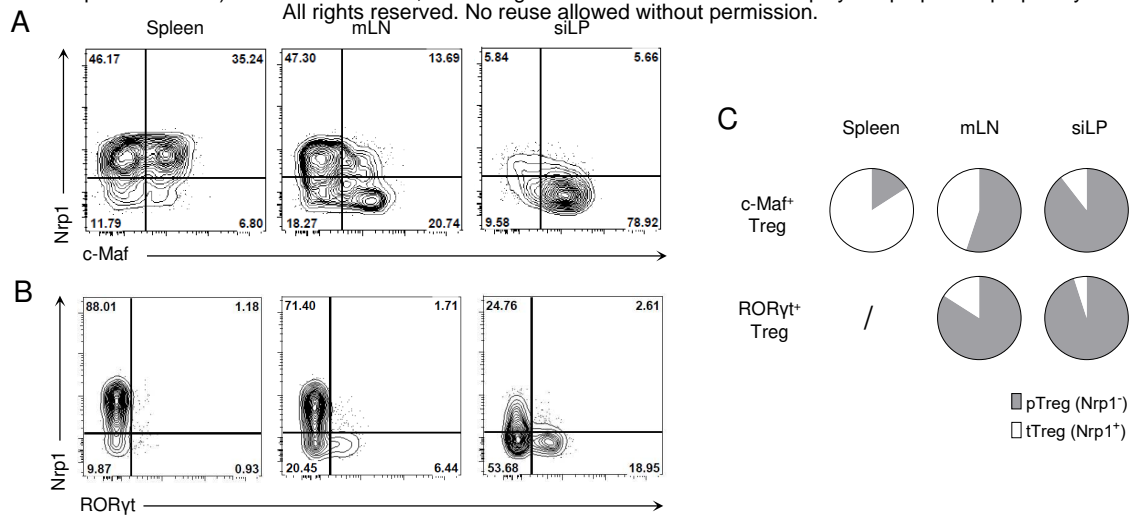 All rights reserved. No reuse allowed without permission.
A
Spleen
mLN
siLP
46.17
35.24
47.30
13.69
5.84
5.66
11.79
6.80
18.27
20.74
9.58
78.92
Nrp1
c-Maf
B
88.01
1.18
71.40
1.71
24.76
2.61
9.87
0.93
20.45
6.44
53.68
18.95
Nrp1
RORγt
C
Spleen
mLN
siLP
c-Maf⁺
Treg
RORγt⁺
Treg
/
pTreg (Nrp1⁻)
tTreg (Nrp1⁺)